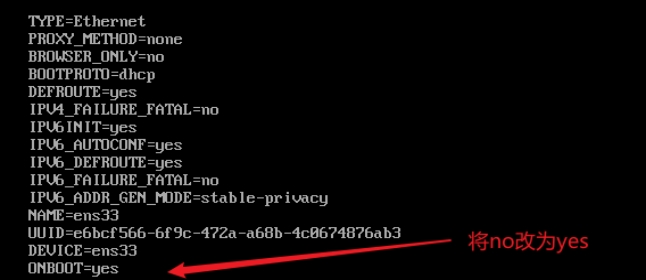 TYPE=Ethernet
PROXY_METHOD=none
BROWSER_ONLY=no
BOOTPROTO=dhcp
DEFROUTE=yes
IPV4_FAILURE_FATAL=no
IPV6INIT=yes
IPV6_AUTOCONF=yes
IPV6_DEFROUTE=yes
IPV6_FAILURE_FATAL=no
IPV6_ADDR_GEN_MODE=stable-privacy
NAME=ens33
UUID=e6bcf566-6f9c-472a-a68b-4c0674876ab3
DEVICE=ens33
ONBOOT=yes
将no改为yes